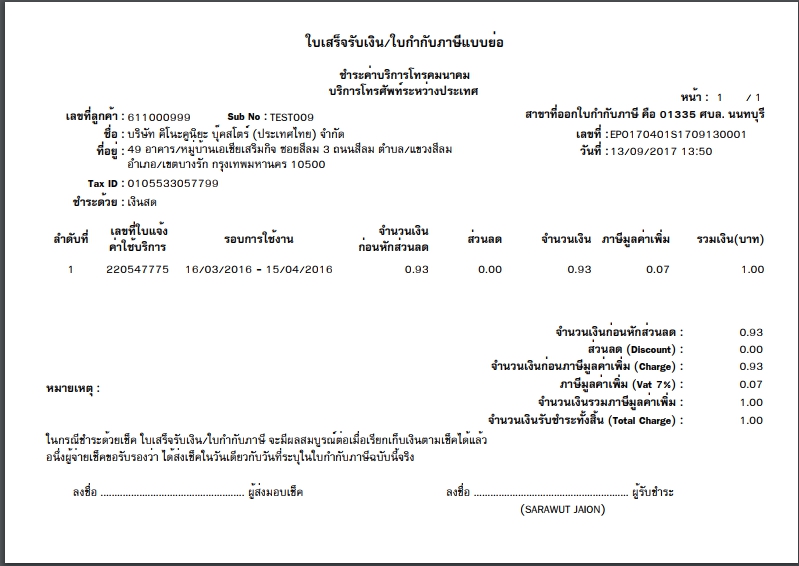 ใบเสร็จรับเงิน/ใบกำกับภาษีแบบย่อ
ชำระค่าบริการโทรคมนาคม
บริการโทรศัพท์ระหว่างประเทศ
หน้า : 1 / 1
เลขที่ลูกค้า : 611000999 Sub No : TEST009 สาขาที่ออกใบกำกับภาษี คือ 01335 ศบล. นนทบุรี
ชื่อ : บริษัท คิโนะคูนิยะ บุ๊คสโตร์ (ประเทศไทย) จำกัด เลขที่ : EP0170401S1709130001
ที่อยู่ : 49 อาคาร/หมู่บ้านเอเชียเสริมกิจ ซอยสีลม 3 ถนนสีลม ตำบล/แขวงสีลม วันที่ : 13/09/2017 13:50
อำเภอ/เขตบางรัก กรุงเทพมหานคร 10500
Tax ID : 0105533057799
ชำระด้วย : เงินสด
ลำดับที่ เลขที่ใบแจ้งค่าใช้บริการ รอบการใช้งาน จำนวนเงินก่อนหักส่วนลด ส่วนลด จำนวนเงิน ภาษีมูลค่าเพิ่ม รวมเงิน(บาท)
1 220547775 16/03/2016 - 15/04/2016 0.93 0.00 0.93 0.07 1.00
จำนวนเงินก่อนหักส่วนลด : 0.93
ส่วนลด (Discount) : 0.00
จำนวนเงินก่อนภาษีมูลค่าเพิ่ม (Charge) : 0.93
หมายเหตุ : ภาษีมูลค่าเพิ่ม (Vat 7%) : 0.07
จำนวนเงินรวมภาษีมูลค่าเพิ่ม : 1.00
จำนวนเงินรับชำระทั้งสิ้น (Total Charge) : 1.00
ในกรณีชำระด้วยเช็ค ใบเสร็จรับเงิน/ใบกำกับภาษี จะมีผลสมบูรณ์ต่อเมื่อเรียกเก็บเงินตามเช็คได้แล้ว
อนึ่งผู้จ่ายเช็คขอรับรองว่า ได้ส่งเช็คในวันเดียวกับวันที่ระบุในใบกำกับภาษีฉบับนี้จริง
ลงชื่อ ................................................ ผู้ส่งมอบเช็ค ลงชื่อ .................................................... ผู้รับชำระ
(SARAWUT JAION)